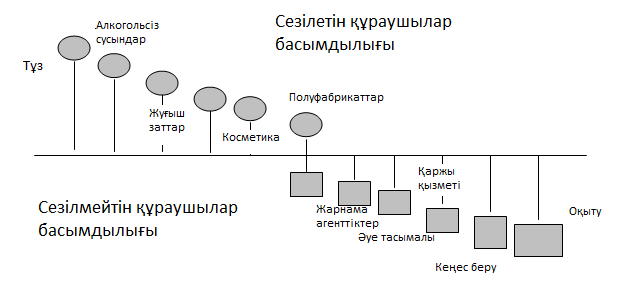 Алкогольсіз
сусындар
Сезілетін құраушылар
басымдылығы
Тұз
Жуғыш
заттар
Косметика
Полуфабрикаттар
Сезілмейтін құраушылар
басымдылығы
Жарнама
агенттіктер
Әуе тасымалы
Қаржы
қызметі
Кеңес беру
Оқыту